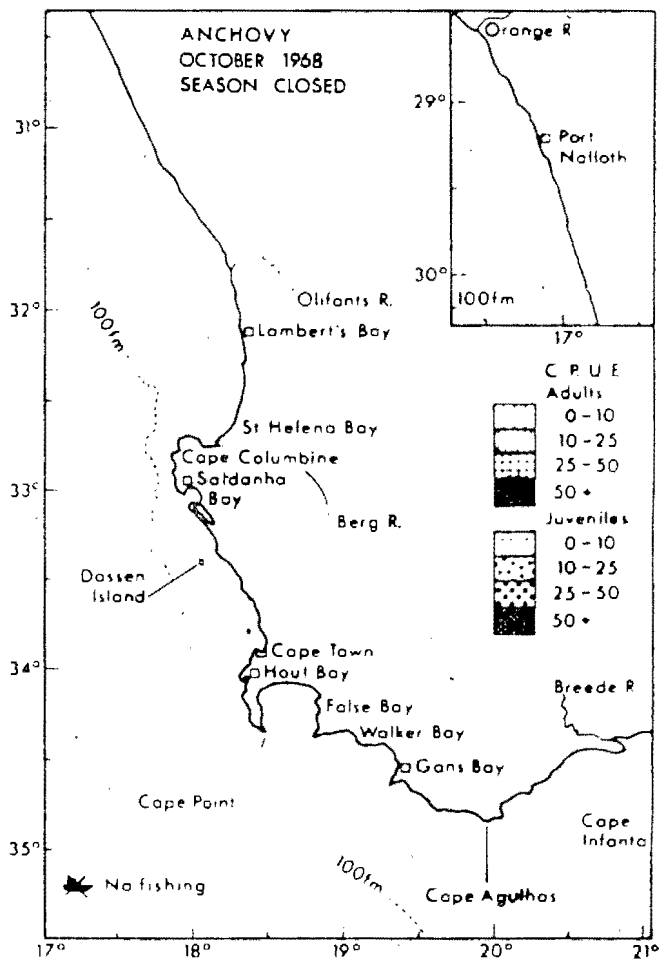 ANCHOVY
OCTOBER 1968
SEASON CLOSED
Orange R
29°
Port
Nolloth
30°
100fm
17°
31°
32°
33°
34°
35°
Olifants R.
100fm
Lambert's Bay
St Helena Bay
Cape Columbine
Saldanha
Bay
Berg R.
Dassen
Island
Cape Town
Hout Bay
False Bay
Walker Bay
Gans Bay
Breede R
Cape Point
Cape
Infanta
Cape Agulhas
100fm
No fishing
C P U E
Adults
0-10
10-25
25-50
50+
Juveniles
0-10
10-25
25-50
50+
17°
18°
19°
20°
21°